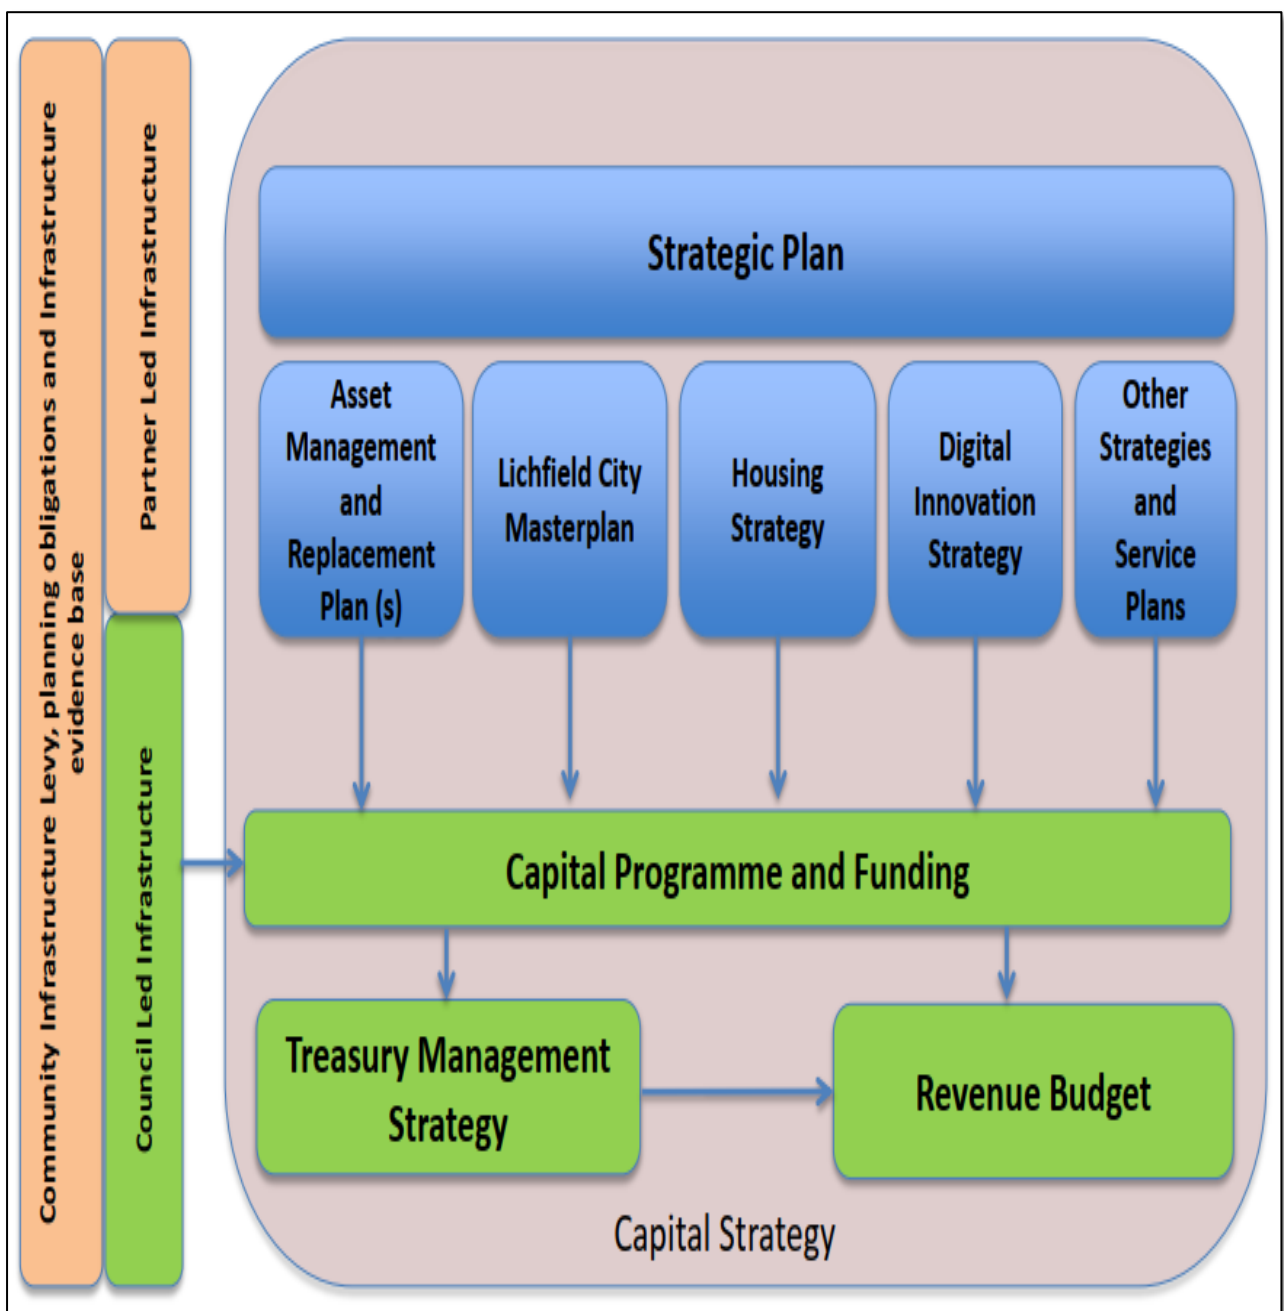 Community Infrastructure Levy, planning obligations and Infrastructure
evidence base
Partner Led Infrastructure
Council Led Infrastructure
Strategic Plan
Asset
Management
and
Replacement
Plan (s)
Lichfield City
Masterplan
Housing
Strategy
Digital
Innovation
Strategy
Other
Strategies
and
Service
Plans
Capital Programme and Funding
Treasury Management
Strategy
Revenue Budget
Capital Strategy